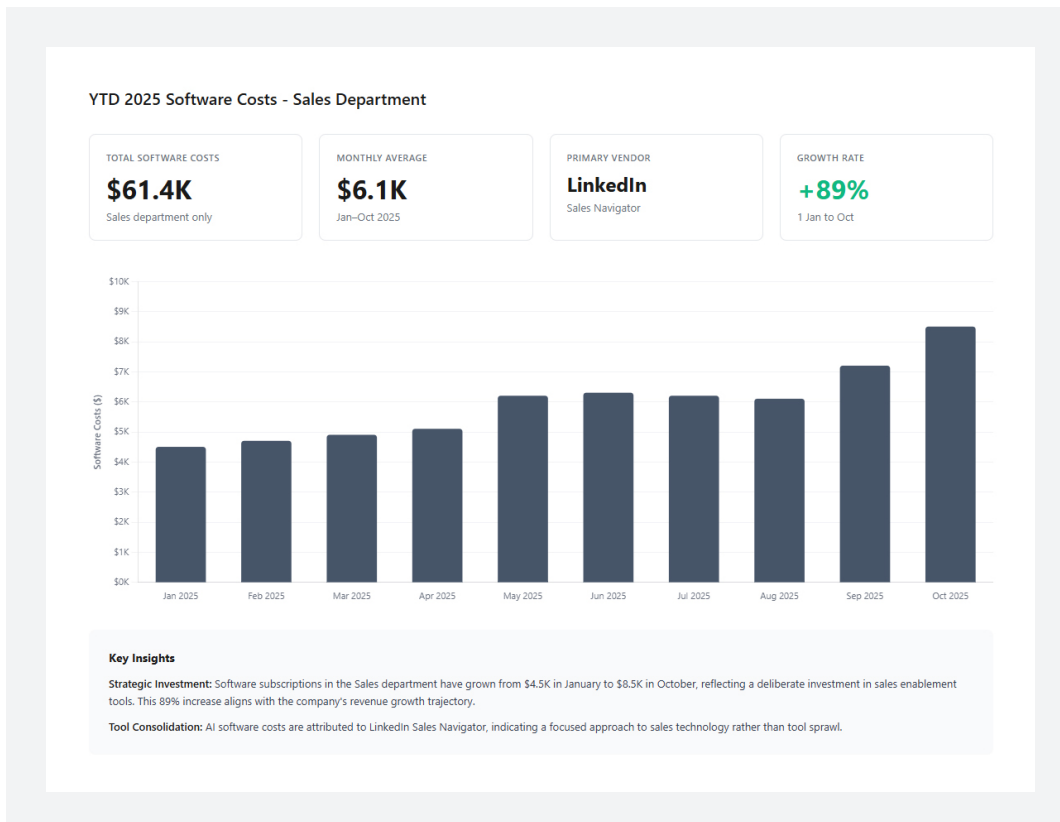 YTD 2025 Software Costs - Sales Department
TOTAL SOFTWARE COSTS
$61.4K
Sales department only
MONTHLY AVERAGE
$6.1K
Jan–Oct 2025
PRIMARY VENDOR
LinkedIn
Sales Navigator
GROWTH RATE
+89%
1 Jan to Oct
Software Costs ($)
$10K
$9K
$8K
$7K
$6K
$5K
$4K
$3K
$2K
$1K
$0K
Jan 2025
Feb 2025
Mar 2025
Apr 2025
May 2025
Jun 2025
Jul 2025
Aug 2025
Sep 2025
Oct 2025
Key Insights
Strategic Investment: Software subscriptions in the Sales department have grown from $4.5K in January to $8.5K in October, reflecting a deliberate investment in sales enablement
tools. This 89% increase aligns with the company's revenue growth trajectory.
Tool Consolidation: AI software costs are attributed to LinkedIn Sales Navigator, indicating a focused approach to sales technology rather than tool sprawl.